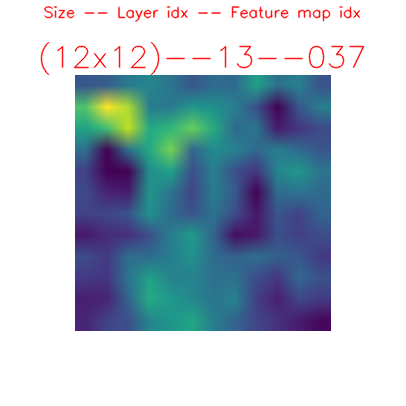 Size -- Layer idx -- Feature map idx
(12x12)--13--037